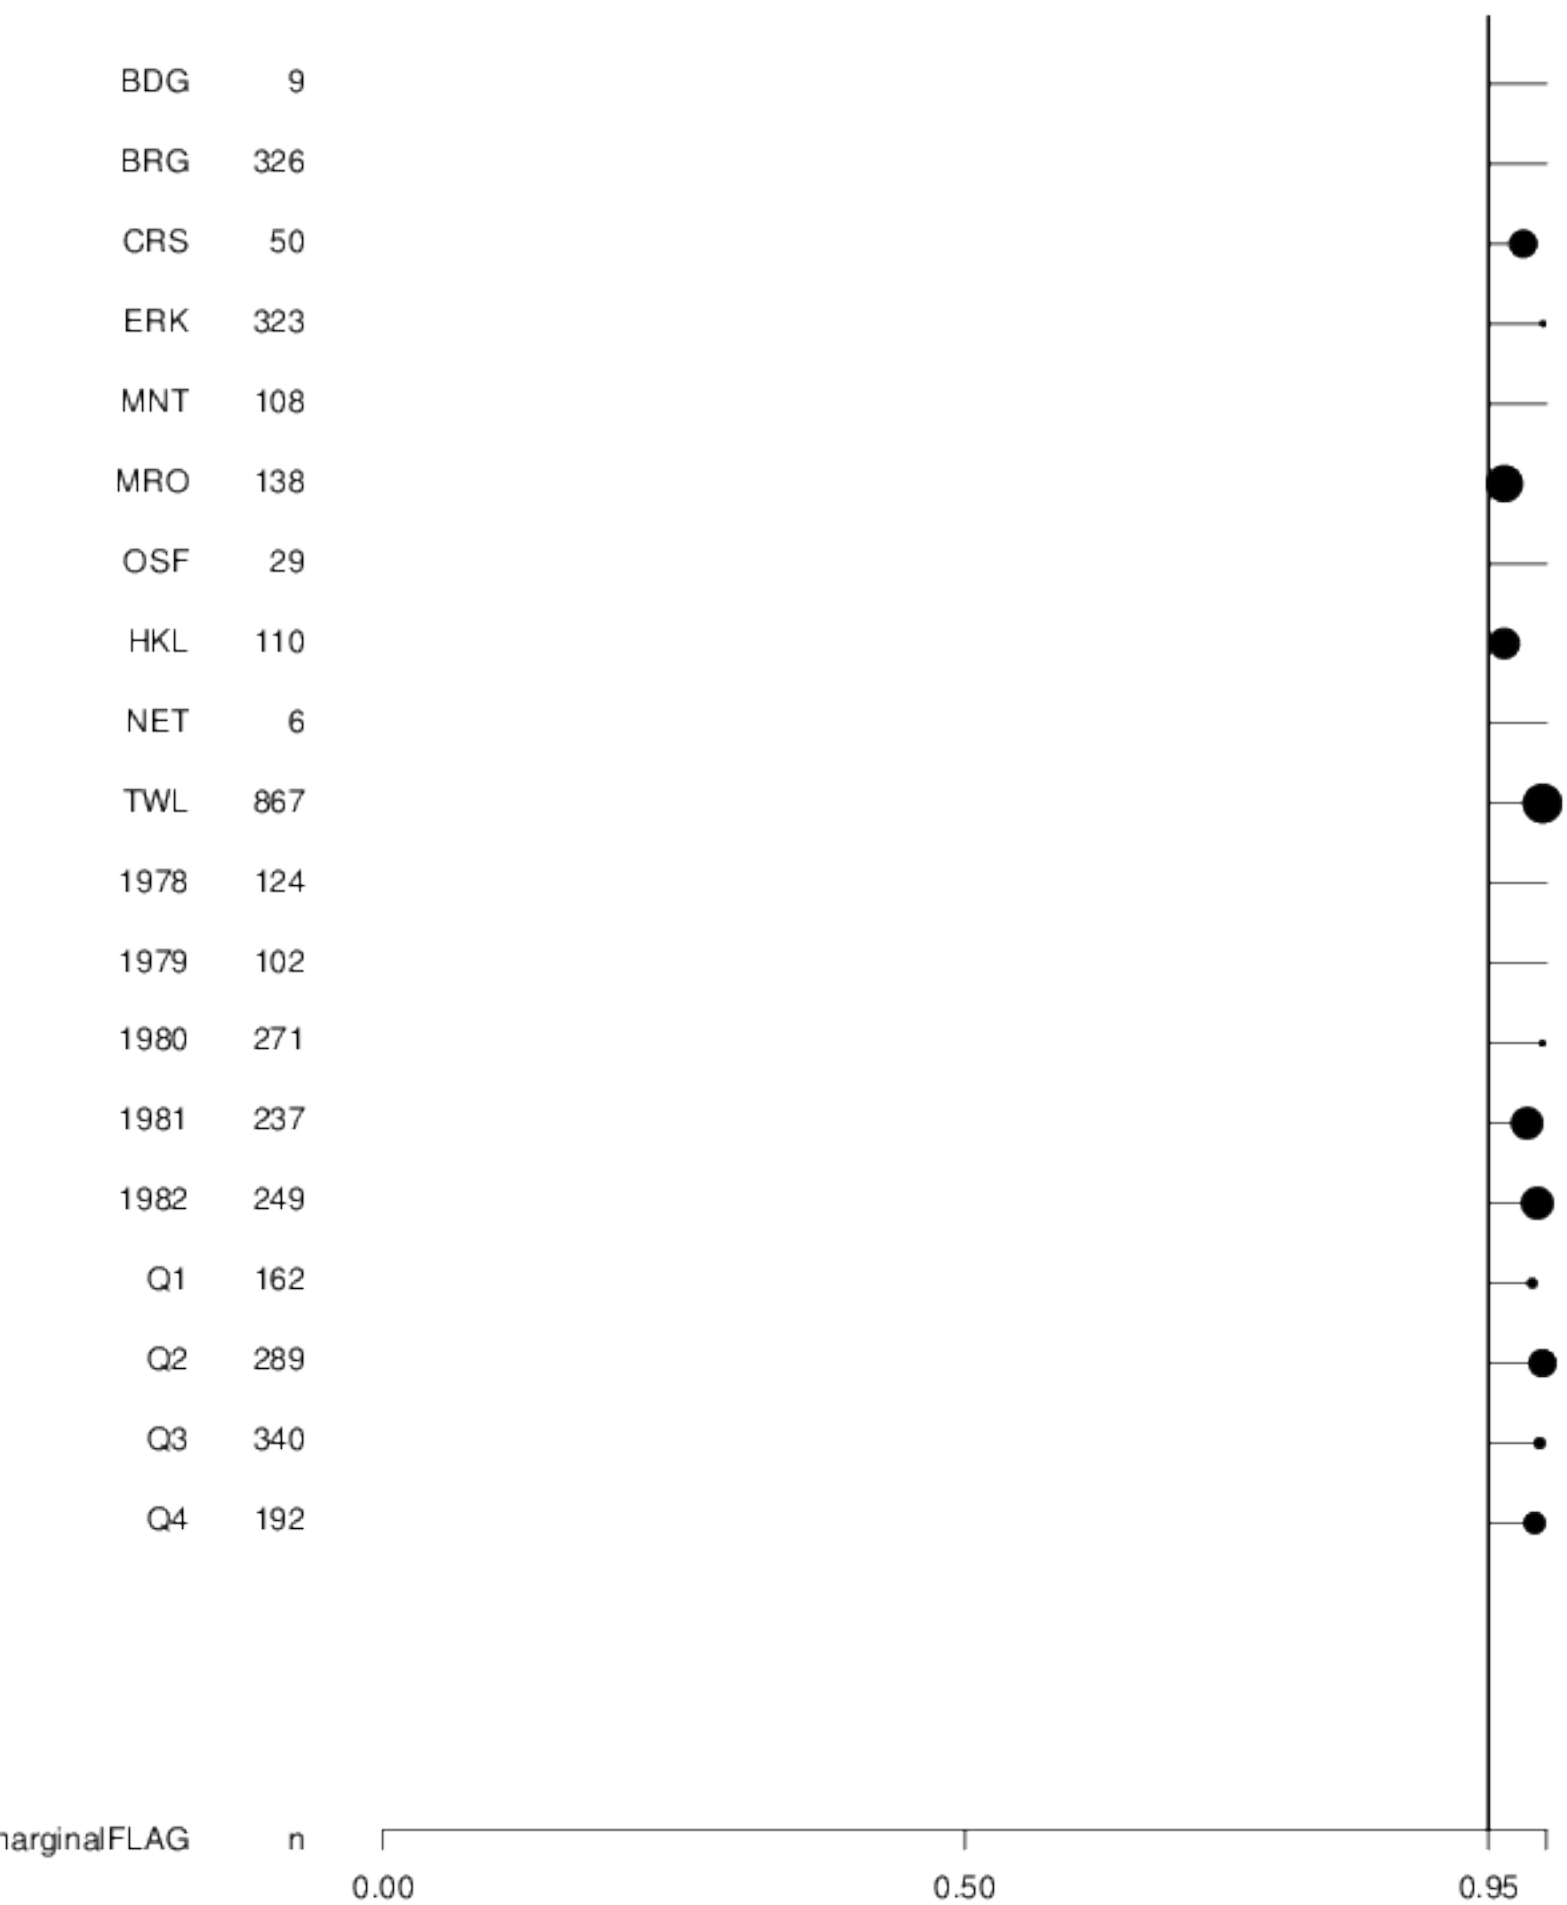 BDG 9
BRG 326
CRS 50
ERK 323
MNT 108
MRO 138
OSF 29
HKL 110
NET 6
TWL 867
1978 124
1979 102
1980 271
1981 237
1982 249
Q1 162
Q2 289
Q3 340
Q4 192
FLAG n
0.00 0.50 0.95